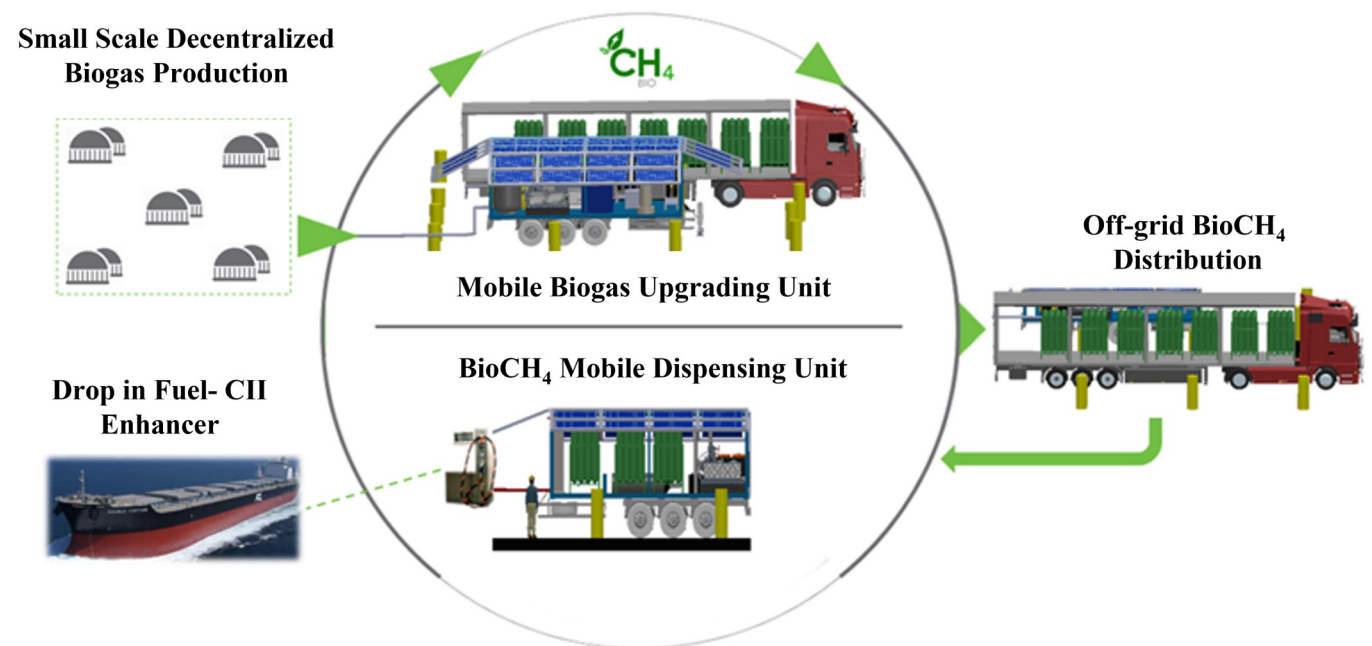 Small Scale Decentralized
Biogas Production
CH₄
BIO
Mobile Biogas Upgrading Unit
Off-grid BioCH₄
Distribution
BioCH₄ Mobile Dispensing Unit
Drop in Fuel- CII
Enhancer